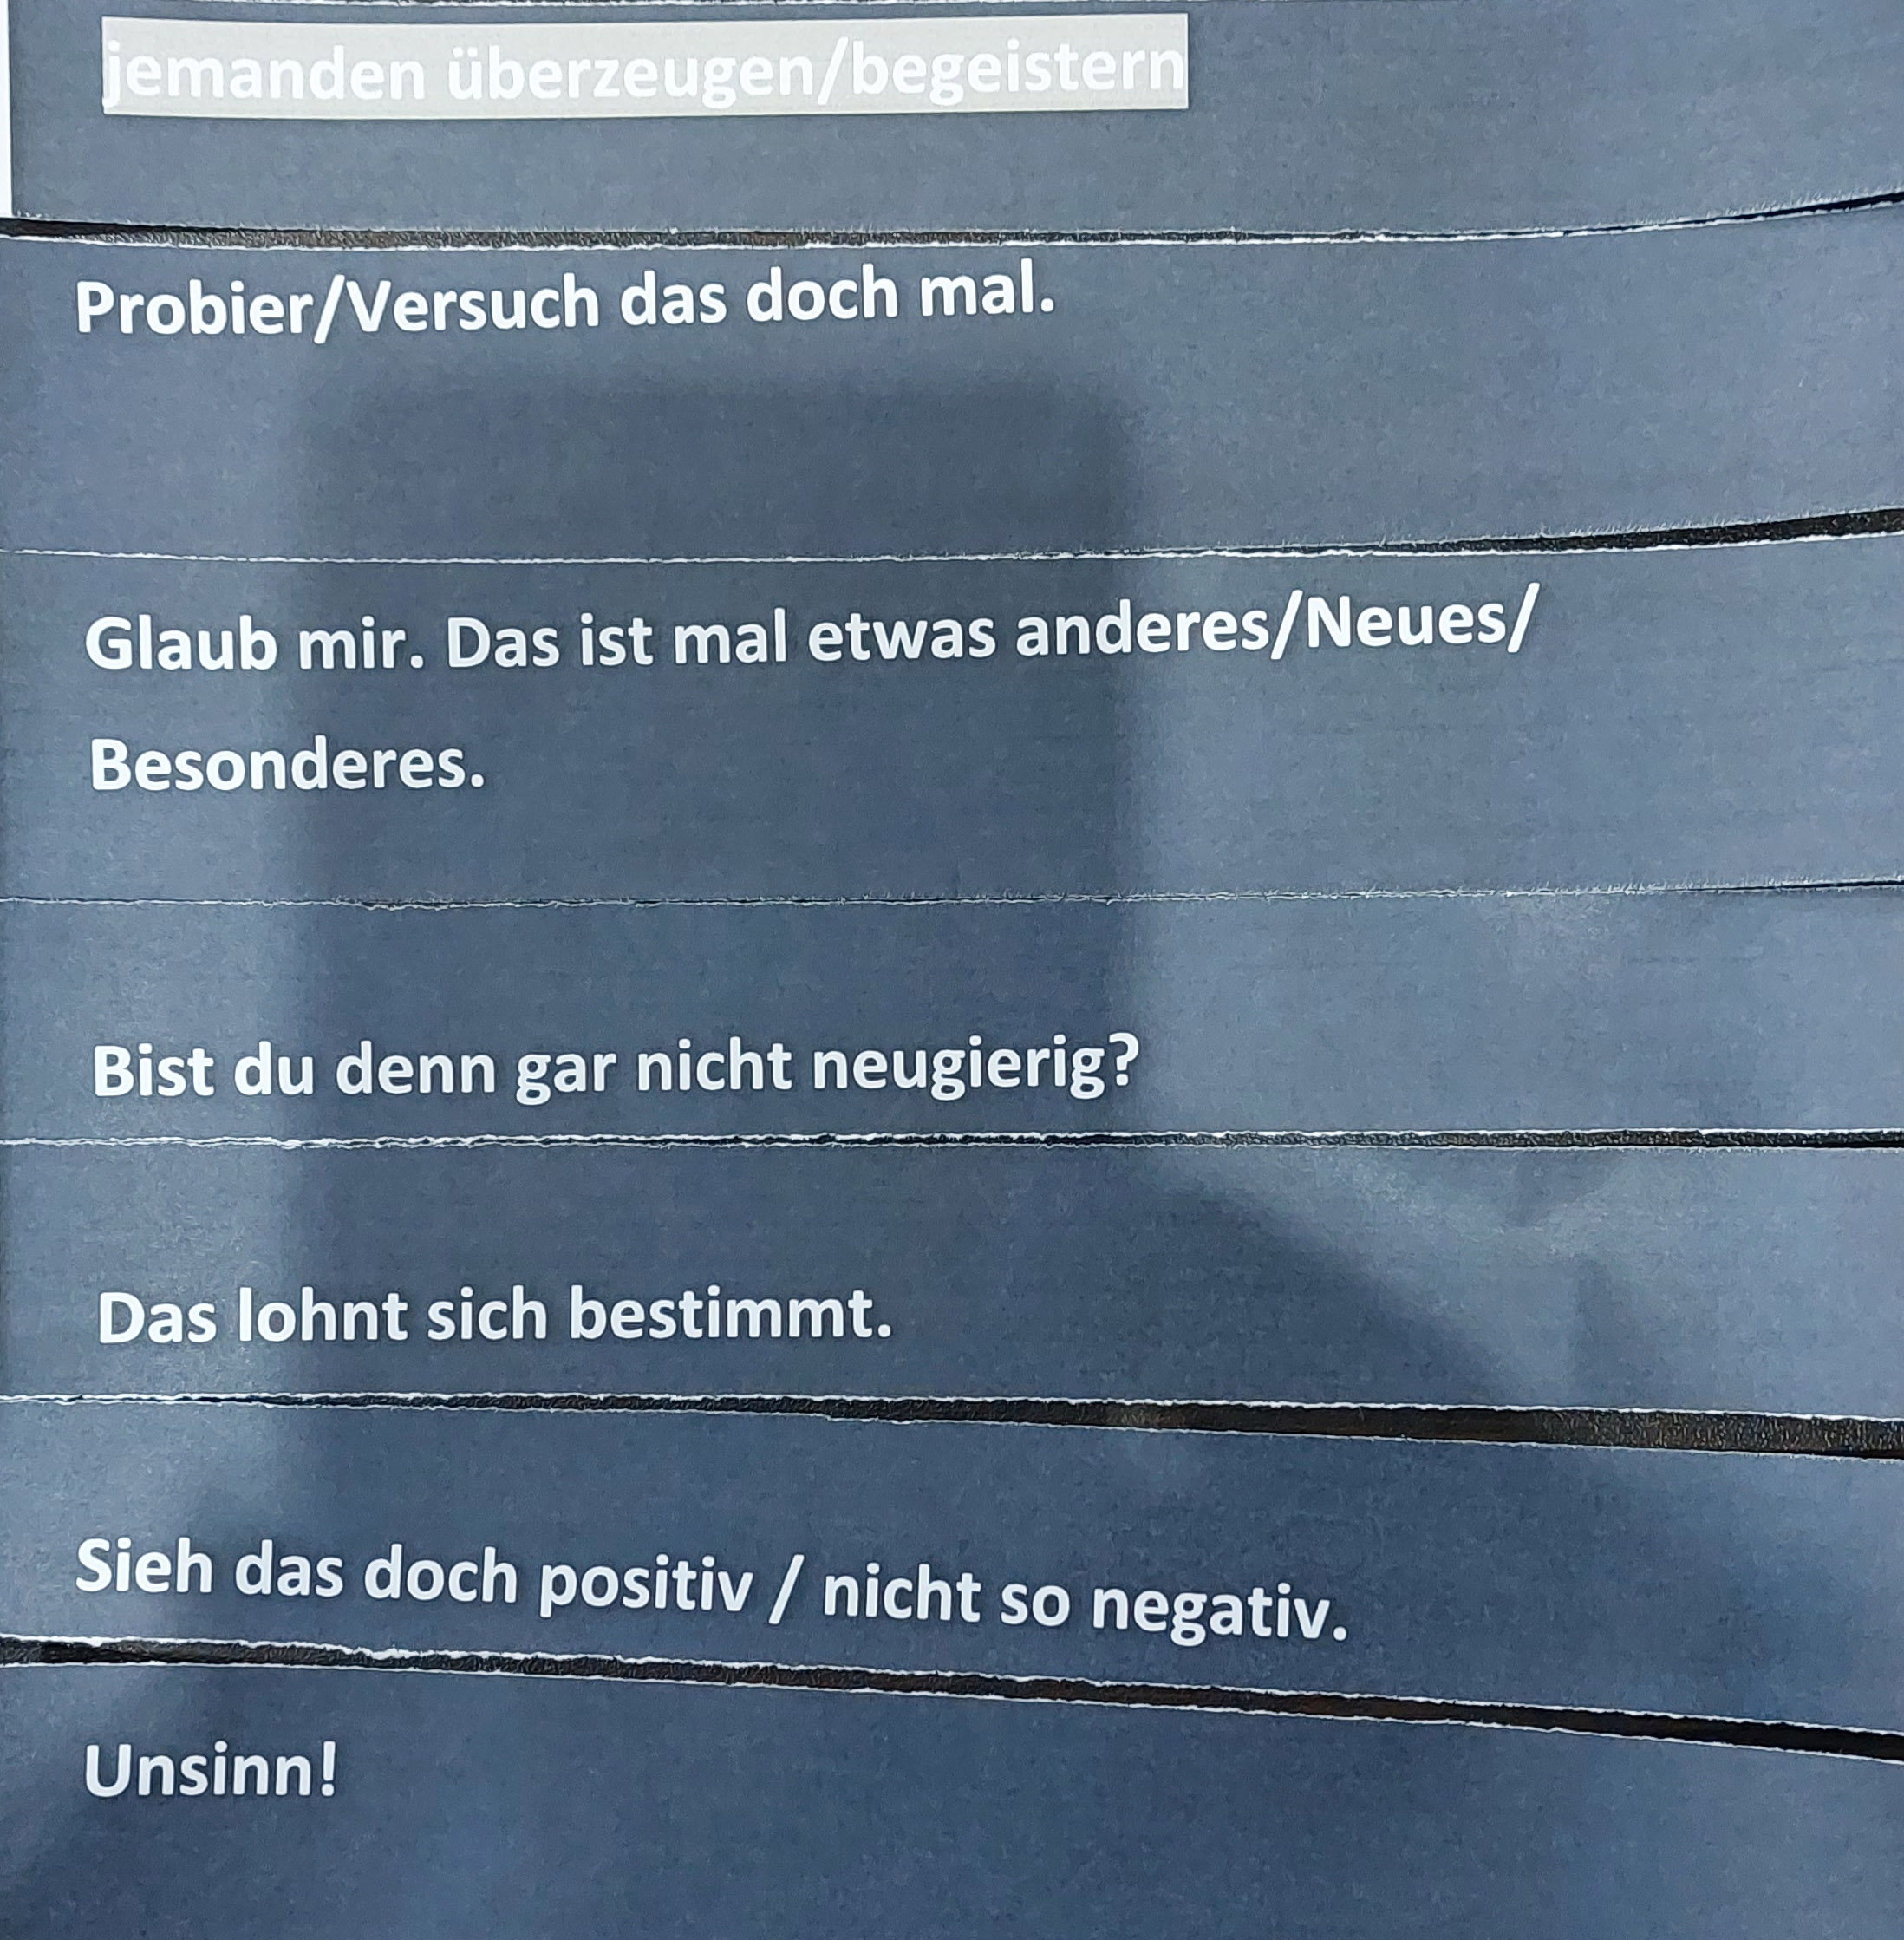 jemanden überzeugen/begeistern
Probier/Versuch das doch mal.
Glaub mir. Das ist mal etwas anderes/Neues/
Besonderes.
Bist du denn gar nicht neugierig?
Das lohnt sich bestimmt.
Sieh das doch positiv / nicht so negativ.
Unsinn!